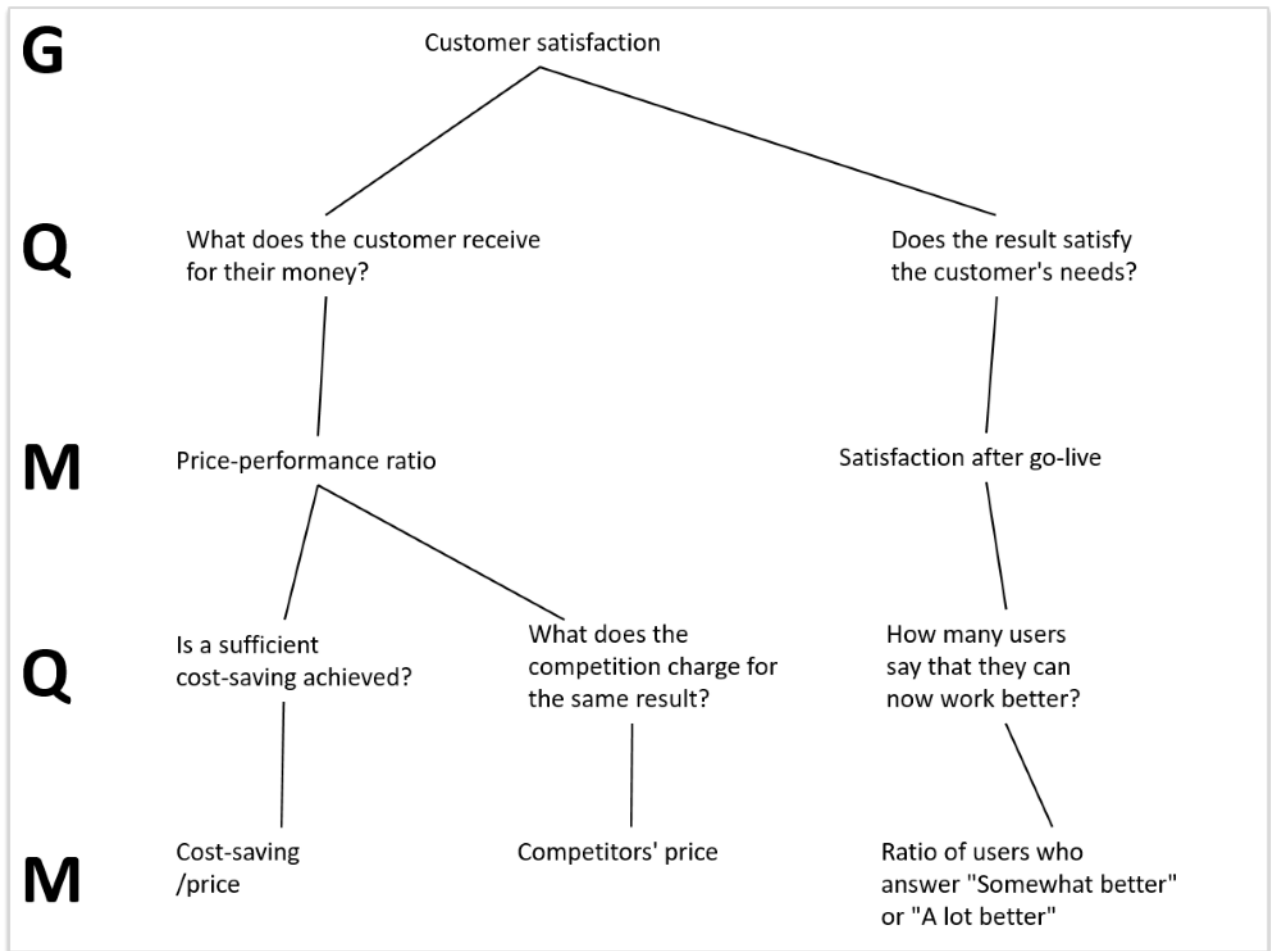 G
Customer satisfaction
Q
What does the customer receive
for their money?
Does the result satisfy
the customer's needs?
M
Price-performance ratio
Satisfaction after go-live
Q
Is a sufficient
cost-saving achieved?
What does the
competition charge for
the same result?
How many users
say that they can
now work better?
M
Cost-saving
/price
Competitors' price
Ratio of users who
answer "Somewhat better"
or "A lot better"